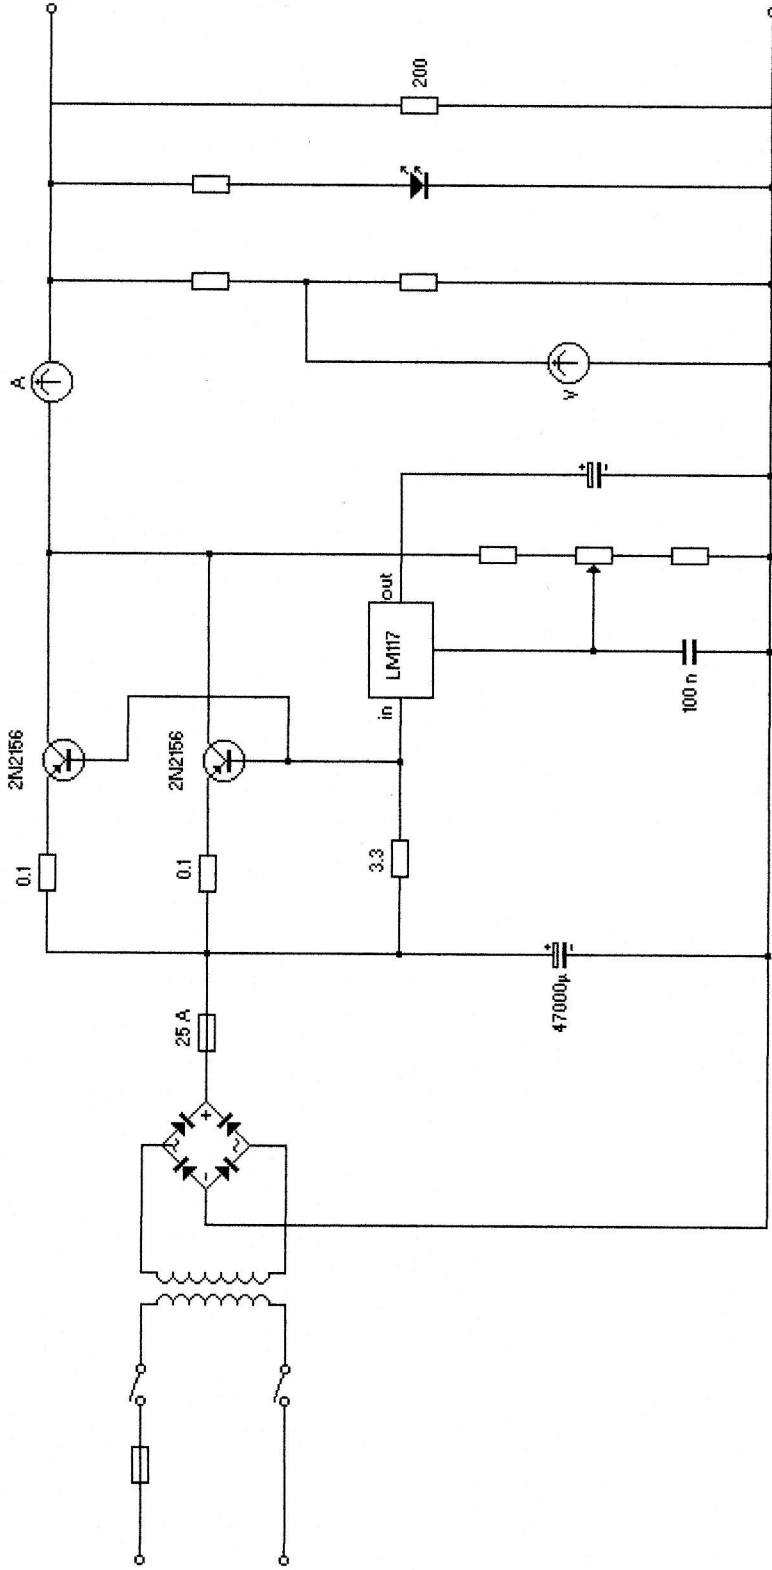 200
A
V
2N2156
2N2156
out
LM117
in
100 n
0.1
0.1
3.3
+
-
+
-
47000µ
25 A
+
-
~
~